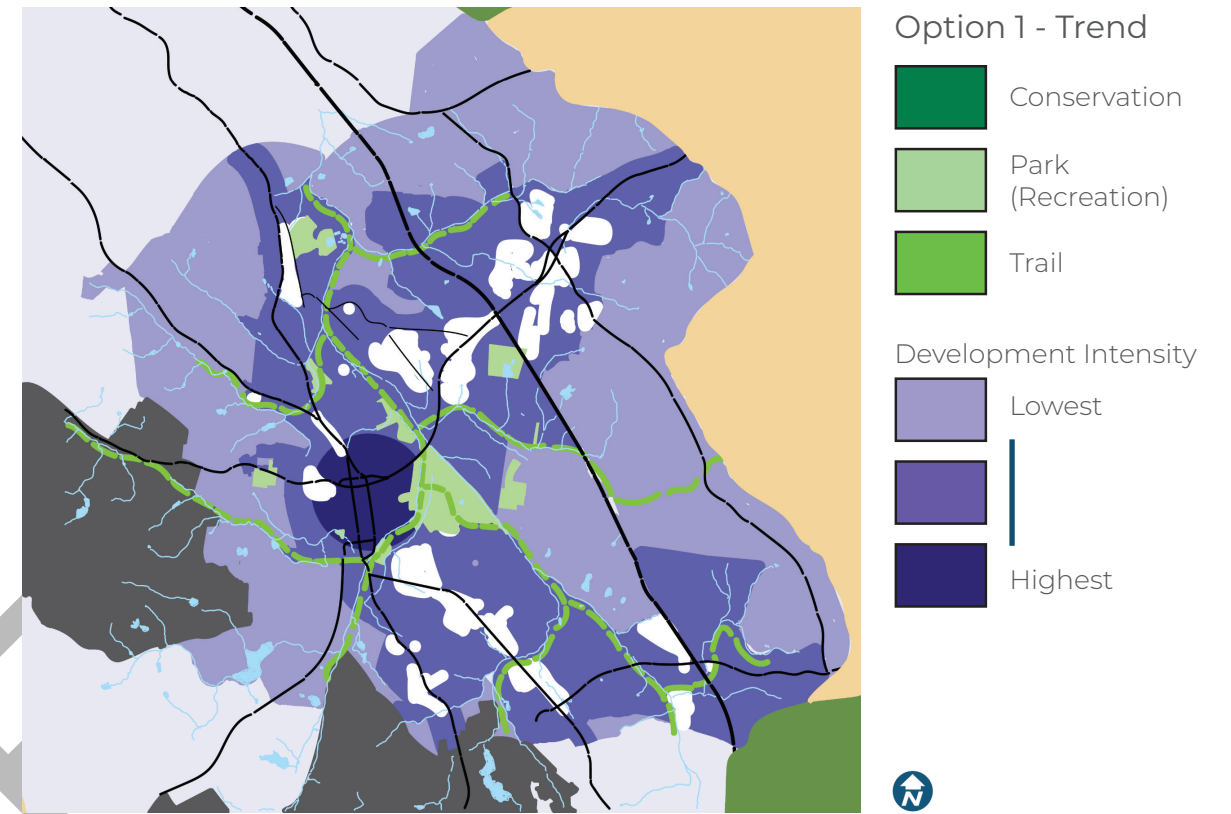 Option 1 - Trend
Conservation
Park
(Recreation)
Trail
Development Intensity
Lowest
Highest
N